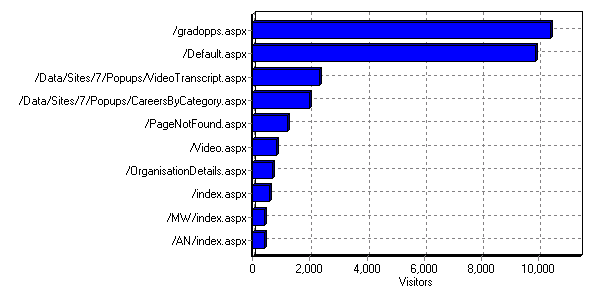 /gradopps.aspx
/Default.aspx
/Data/Sites/7/Popups/VideoTranscript.aspx
/Data/Sites/7/Popups/CareersByCategory.aspx
/PageNotFound.aspx
/Video.aspx
/OrganisationDetails.aspx
/index.aspx
/MW/index.aspx
/AN/index.aspx
0 2,000 4,000 6,000 8,000 10,000
Visitors